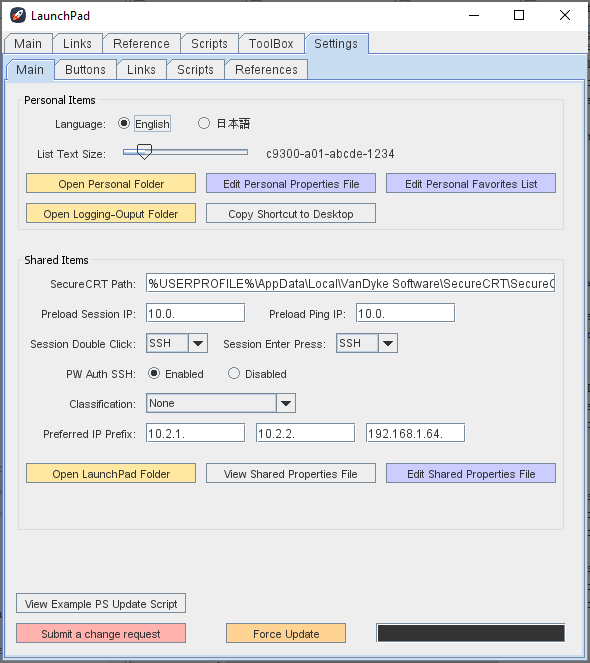 LaunchPad
Main Links Reference Scripts ToolBox Settings
Main Buttons Links Scripts References
Personal Items
Language: English 日本語
List Text Size: c9300-a01-abcde-1234
Open Personal Folder Edit Personal Properties File Edit Personal Favorites List
Open Logging-Ouput Folder Copy Shortcut to Desktop
Shared Items
SecureCRT Path: %USERPROFILE%\AppData\Local\VanDyke Software\SecureCRT\SecureC
Preload Session IP: 10.0. Preload Ping IP: 10.0.
Session Double Click: SSH Session Enter Press: SSH
PW Auth SSH: Enabled Disabled
Classification: None
Preferred IP Prefix: 10.2.1. 10.2.2. 192.168.1.64.
Open LaunchPad Folder View Shared Properties File Edit Shared Properties File
View Example PS Update Script
Submit a change request Force Update